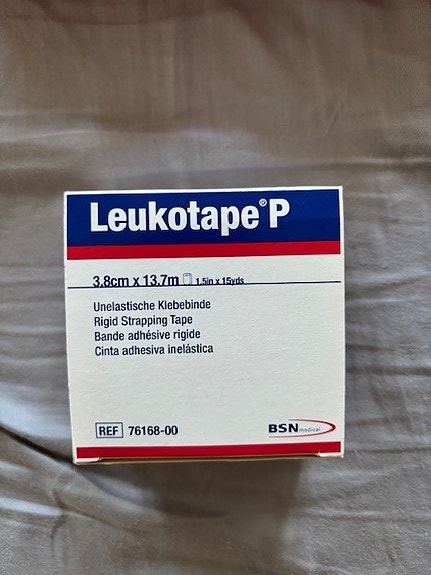 Leukotape® P
3.8cm x 13.7m 1.5in x 15yds
Unelastische Klebebinde
Rigid Strapping Tape
Bande adhésive rigide
Cinta adhesiva inelástica
REF 76168-00
BSN medical